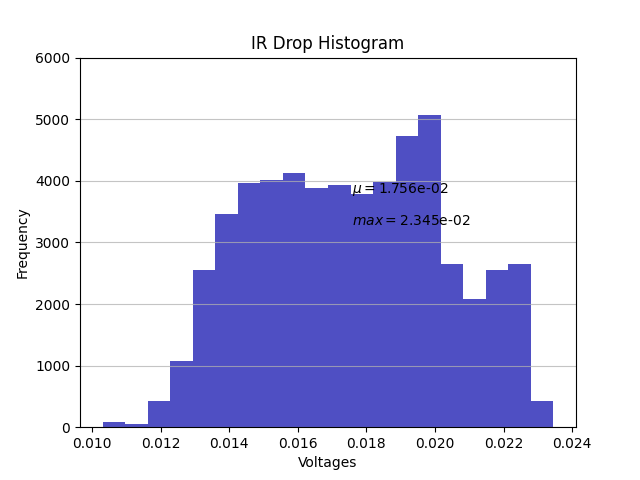 IR Drop Histogram
6000
5000
4000
3000
2000
1000
0
Frequency
μ = 1.756e-02
max = 2.345e-02
0.010 0.012 0.014 0.016 0.018 0.020 0.022 0.024
Voltages